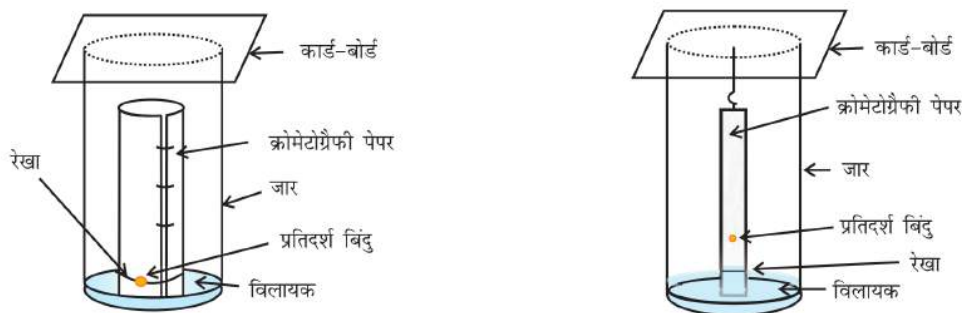 कार्ड-बोर्ड
क्रोमेटोग्रैफी पेपर
रेखा
जार
प्रतिदर्श बिंदु
विलायक
कार्ड-बोर्ड
क्रोमेटोग्रैफी पेपर
जार
प्रतिदर्श बिंदु
रेखा
विलायक